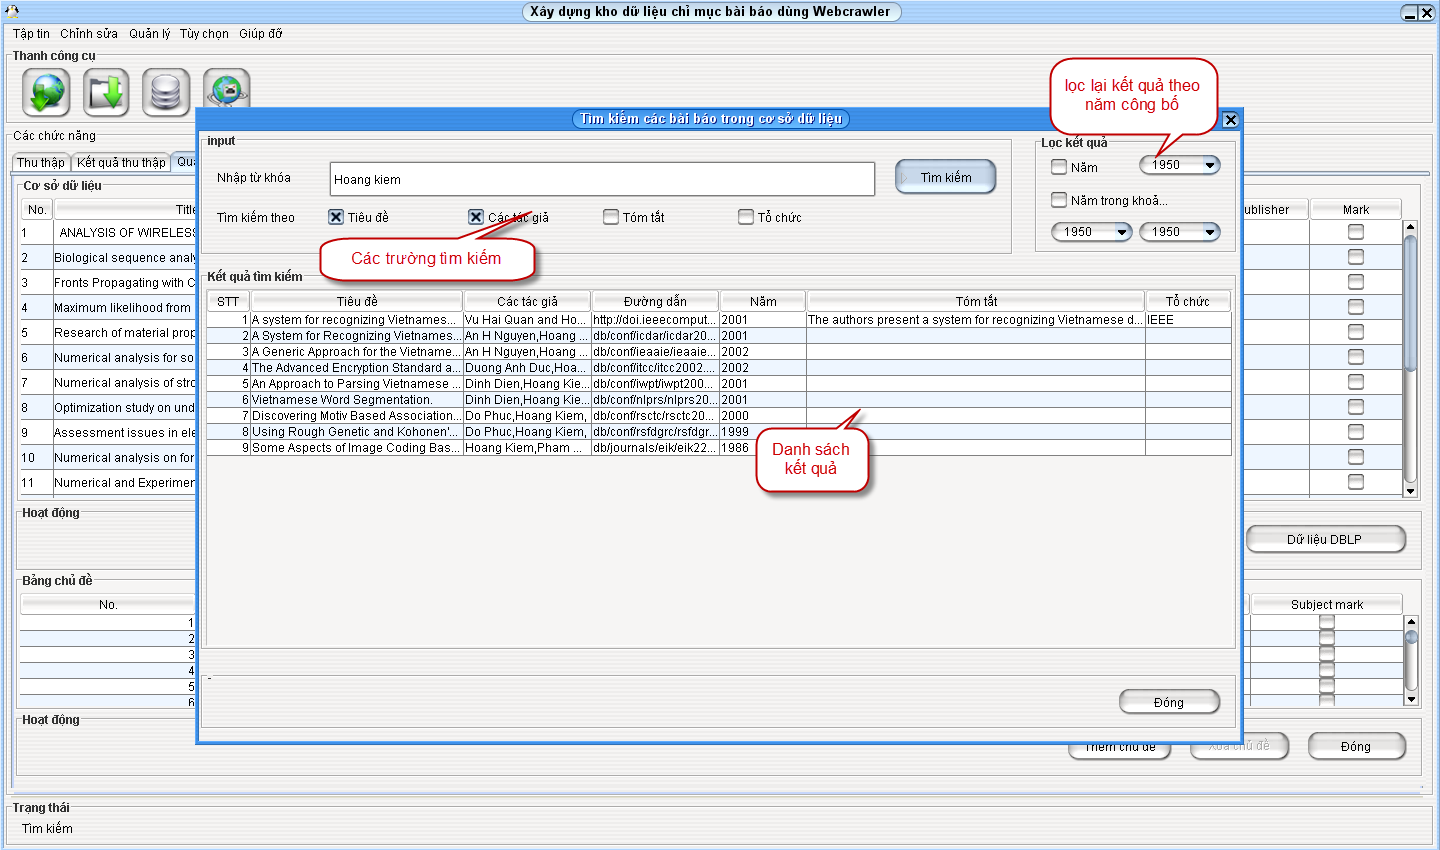 Xây dựng kho dữ liệu chỉ mục bài báo dùng Webcrawler
Tập tin Chỉnh sửa Quản lý Tùy chọn Giúp đỡ
Thanh công cụ
lọc lại kết quả theo
năm công bố
Tìm kiếm các bài báo trong cơ sở dữ liệu
Các chức năng
Thu thập Kết quả thu thập
input
Lọc kết quả
Nhập từ khóa Hoang kiem Tìm kiếm
Năm 1950
Năm trong khoả...
1950 1950
Tìm kiếm theo Tiêu đề Các tác giả Tóm tắt Tổ chức
Các trường tìm kiếm
Cơ sở dữ liệu
No. Title Mark
1 ANALYSIS OF WIRELESS
2 Biological sequence
3 Fronts Propagating with
4 Maximum likelihood from
5 Research of material
6 Numerical analysis for
7 Numerical analysis of
8 Optimization study on
9 Assessment issues in
10 Numerical analysis on
11 Numerical and
Kết quả tìm kiếm
STT Tiêu đề Các tác giả Đường dẫn Năm Tóm tắt Tổ chức
1 A system for recognizing Vietnames... Vu Hai Quan and Ho... http://doi.ieeecomput... 2001 The authors present a system for recognizing Vietnamese d... IEEE
2 A System for Recognizing Vietnames... An H Nguyen,Hoang ... db/conf/icdar/icdar20... 2001
3 A Generic Approach for the Vietname... An H Nguyen,Hoang ... db/conf/ieaaie/ieaaie... 2002
4 The Advanced Encryption Standard a... Duong Anh Duc,Hoa... db/conf/itcc/itcc2002.... 2002
5 An Approach to Parsing Vietnamese ... Dinh Dien,Hoang Kie... db/conf/iwpt/iwpt200... 2001
6 Vietnamese Word Segmentation. Dinh Dien,Hoang Kie... db/conf/nlprs/nlprs20... 2001
7 Discovering Motiv Based Association... Do Phuc,Hoang Kiem, db/conf/rsctc/rsctc20... 2000
8 Using Rough Genetic and Kohonen'... Do Phuc,Hoang Kiem, db/conf/rsfdgrc/rsfdgr... 1999
9 Some Aspects of Image Coding Bas... Hoang Kiem,Pham ... db/journals/eik/eik22... 1986
Danh sách
kết quả
Hoạt động
Dữ liệu DBLP
Bảng chủ đề
No. Subject mark
1
2
3
4
5
6
Đóng
Hoạt động
Thêm chủ đề Xóa chủ đề Đóng
Trạng thái
Tìm kiếm